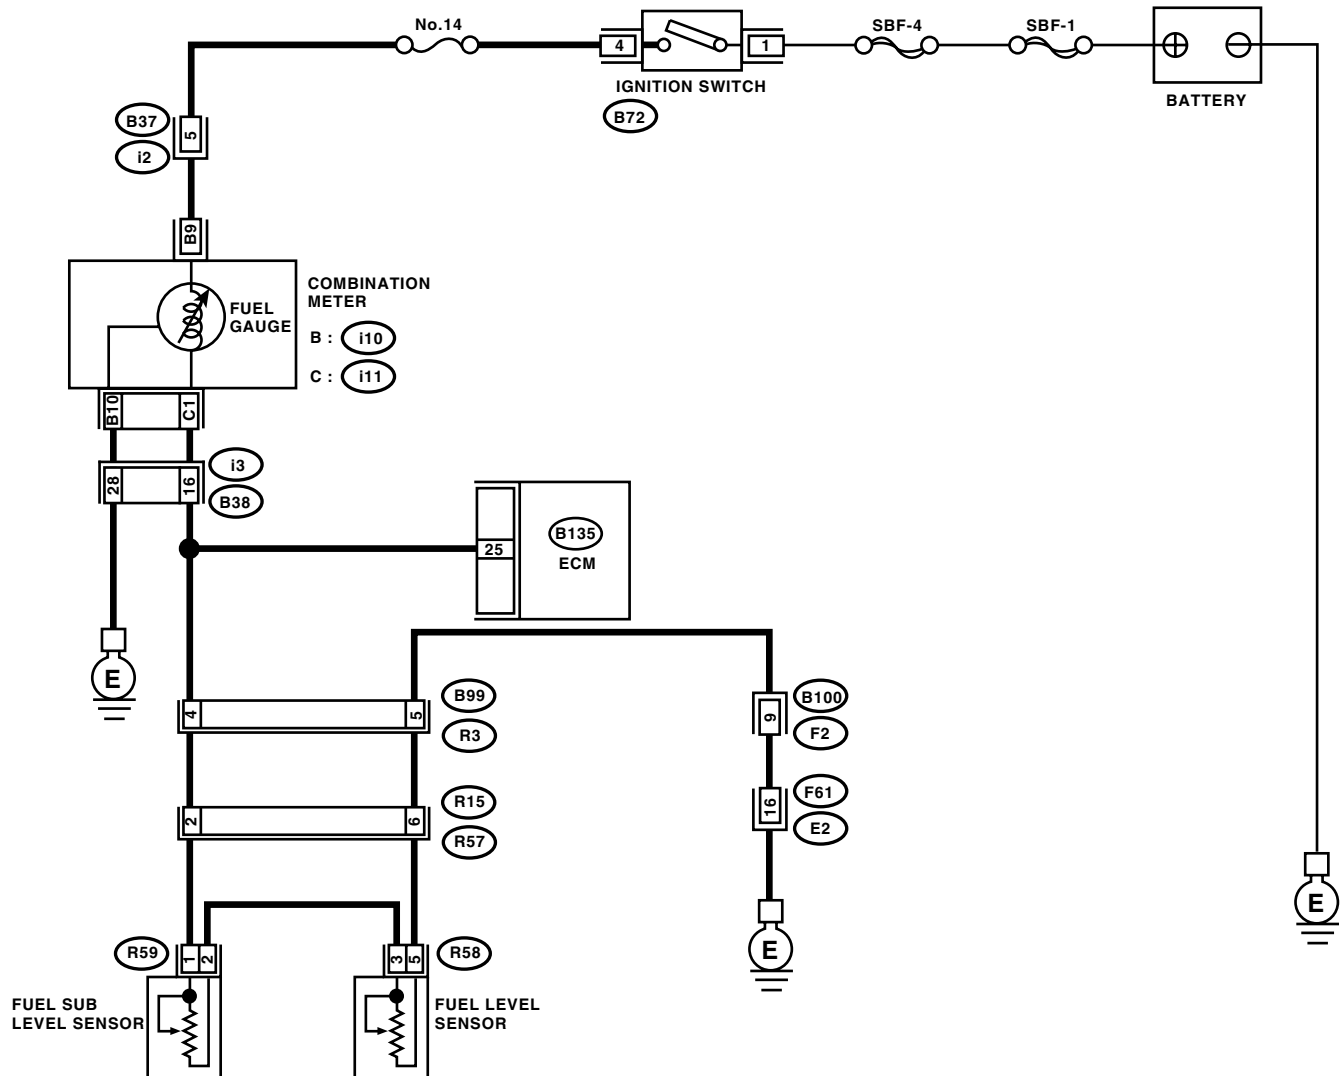 No.14
SBF-4
SBF-1
4
1
IGNITION SWITCH
B72
BATTERY
B37
5
i2
B9
COMBINATION
METER
FUEL
GAUGE
B : i10
C : i11
B10
C1
i3
28
16
B38
B135
25
ECM
E
B99
4
5
R3
B100
9
F2
R15
2
6
R57
F61
16
E2
E
E
R59
1
2
3
5
R58
FUEL SUB
LEVEL SENSOR
FUEL LEVEL
SENSOR